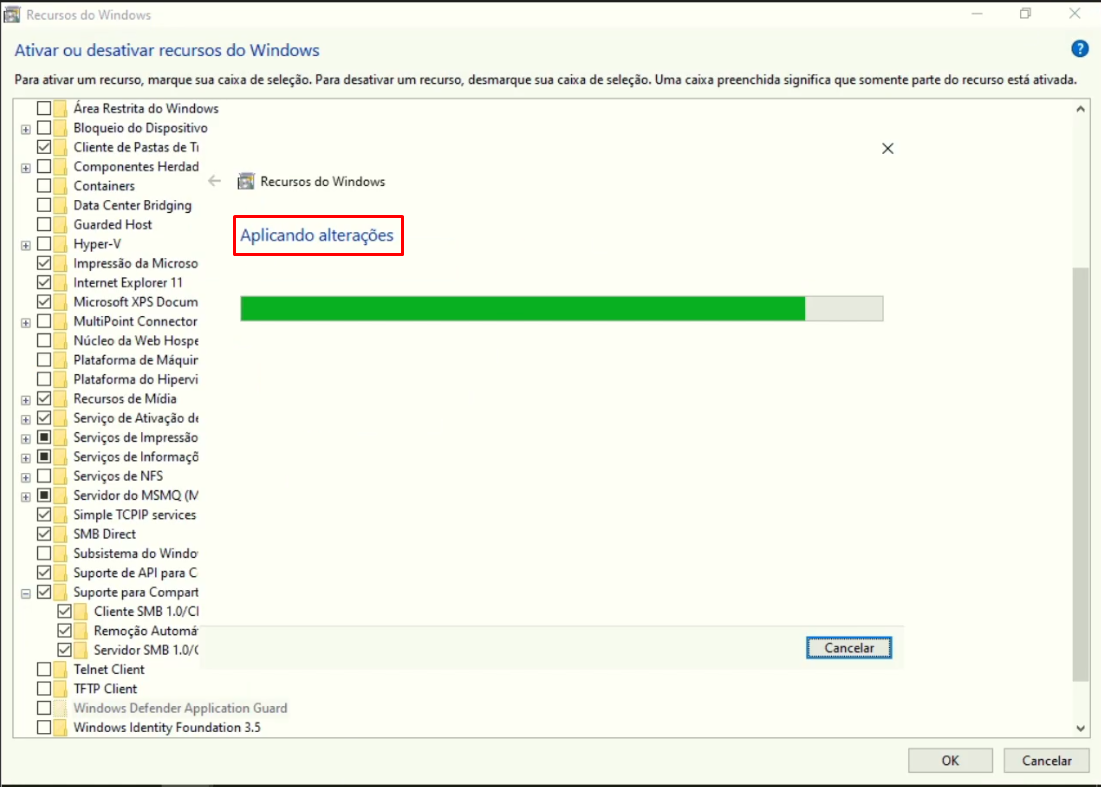 Recursos do Windows
Ativar ou desativar recursos do Windows
Para ativar um recurso, marque sua caixa de seleção. Para desativar um recurso, desmarque sua caixa de seleção. Uma caixa preenchida significa que somente parte do recurso está ativada.
Área Restrita do Windows
Bloqueio do Dispositivo
Cliente de Pastas de
Componentes Herdad
Containers
Data Center Bridging
Guarded Host
Hyper-V
Impressão da Microso
Internet Explorer 11
Microsoft XPS Docum
MultiPoint Connector
Núcleo da Web Hospe
Plataforma de Máquin
Plataforma do Hipervi
Recursos de Mídia
Serviço de Ativação de
Serviços de Impressão
Serviços de Informaçõ
Serviços de NFS
Servidor do MSMQ (M
Simple TCPIP services
SMB Direct
Subsistema do Window
Suporte de API para
Suporte para Compart
Cliente SMB 1.0/CI
Remoção Automá
Servidor SMB 1.0/C
Telnet Client
TFTP Client
Windows Defender Application Guard
Windows Identity Foundation 3.5
Recursos do Windows
Aplicando alterações
Cancelar
OK
Cancelar